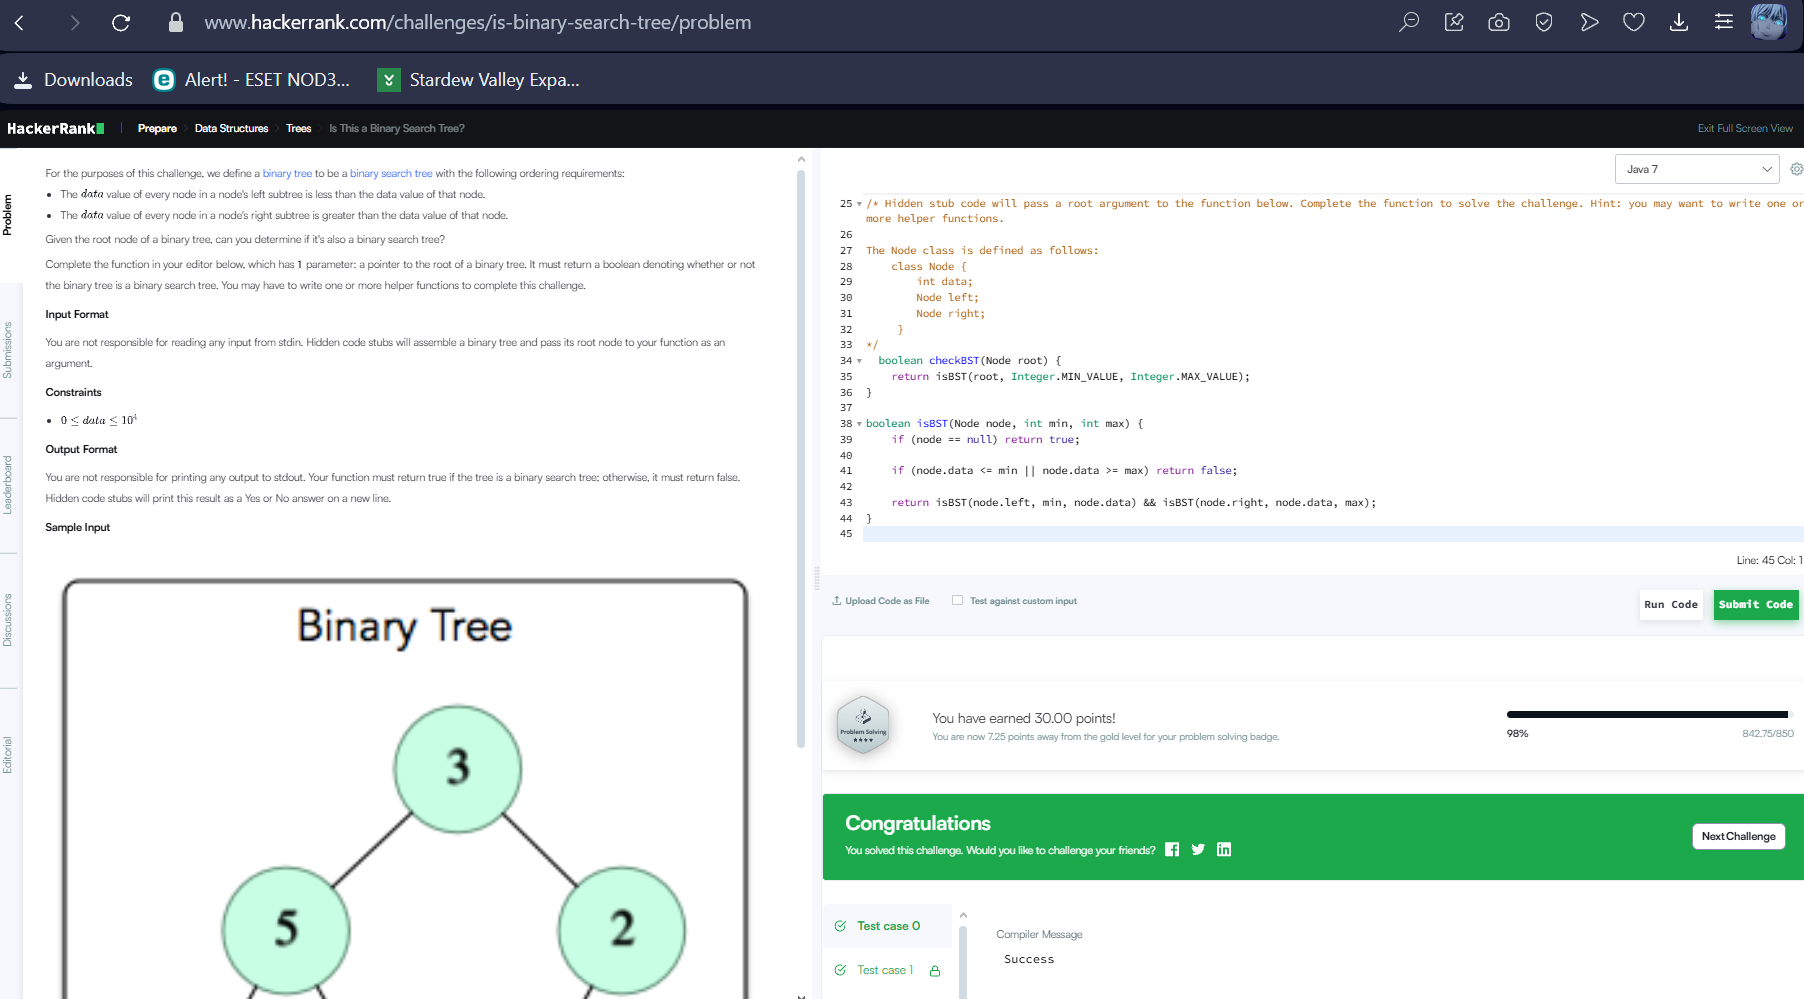 www.hackerrank.com/challenges/is-binary-search-tree/problem
Downloads
Alert! - ESET NOD3...
Stardew Valley Expa...
HackerRank
Prepare
Data Structures
Trees
Is This a Binary Search Tree?
Exit Full Screen View
Problem
Submissions
Leaderboard
Discussions
Editorial
For the purposes of this challenge, we define a binary tree to be a binary search tree with the following ordering requirements:
• The data value of every node in a node's left subtree is less than the data value of that node.
• The data value of every node in a node's right subtree is greater than the data value of that node.
Given the root node of a binary tree, can you determine if it's also a binary search tree?
Complete the function in your editor below, which has 1 parameter: a pointer to the root of a binary tree. It must return a boolean denoting whether or not
the binary tree is a binary search tree. You may have to write one or more helper functions to complete this challenge.
Input Format
You are not responsible for reading any input from stdin. Hidden code stubs will assemble a binary tree and pass its root node to your function as an
argument.
Constraints
• 0 ≤ data ≤ 10⁴
Output Format
You are not responsible for printing any output to stdout. Your function must return true if the tree is a binary search tree; otherwise, it must return false.
Hidden code stubs will print this result as a Yes or No answer on a new line.
Sample Input
Binary Tree
3
5
2
Java 7
25 /* Hidden stub code will pass a root argument to the function below. Complete the function to solve the challenge. Hint: you may want to write one or
more helper functions.
26
27 The Node class is defined as follows:
28 class Node {
29 int data;
30 Node left;
31 Node right;
32 }
33 */
34 boolean checkBST(Node root) {
35 return isBST(root, Integer.MIN_VALUE, Integer.MAX_VALUE);
36 }
37
38 boolean isBST(Node node, int min, int max) {
39 if (node == null) return true;
40
41 if (node.data <= min || node.data >= max) return false;
42
43 return isBST(node.left, min, node.data) && isBST(node.right, node.data, max);
44 }
45
Line: 45 Col: 1
Upload Code as File
Test against custom input
Run Code
Submit Code
Problem Solving
You have earned 30.00 points!
You are now 7.25 points away from the gold level for your problem solving badge.
98%
842.75/850
Congratulations
You solved this challenge. Would you like to challenge your friends?
Next Challenge
Test case 0
Test case 1
Compiler Message
Success